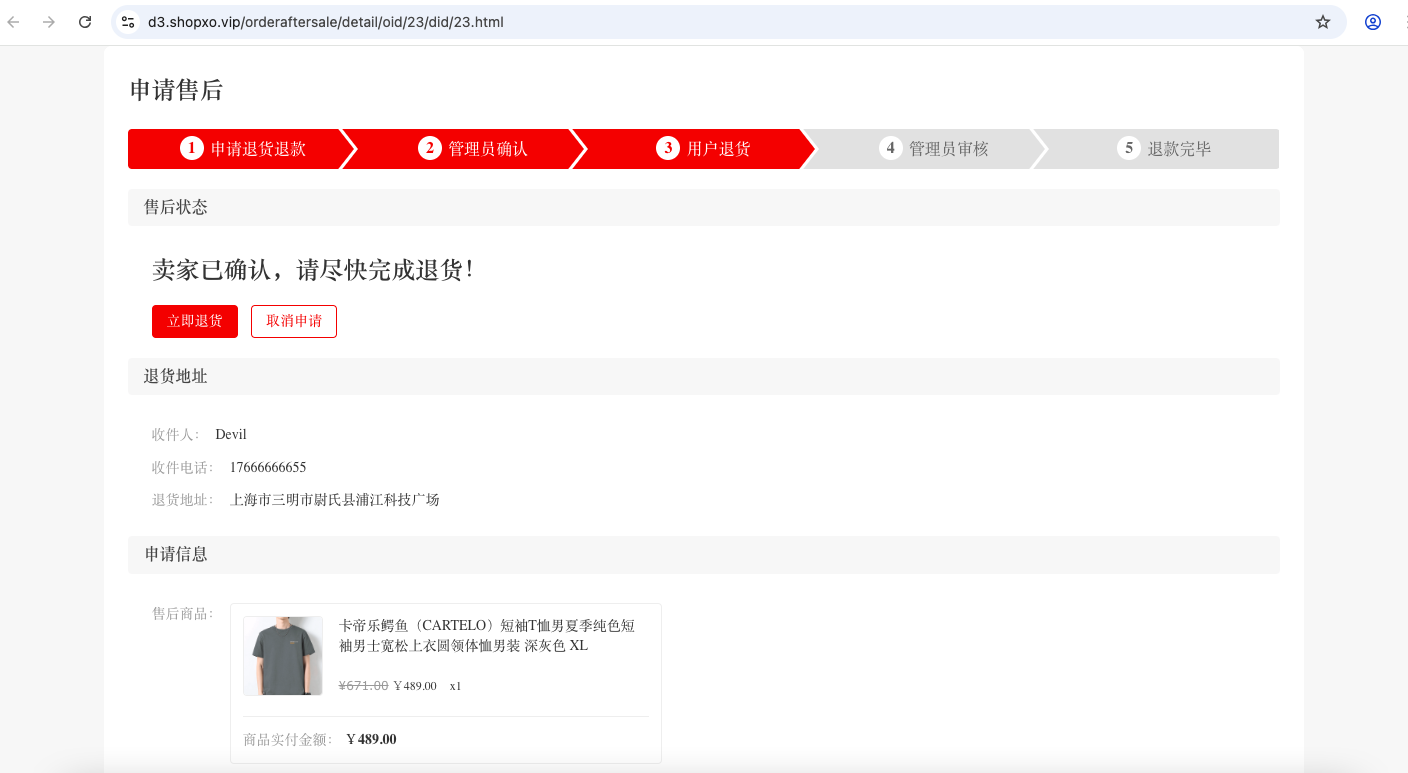 d3.shopxo.vip/orderaftersale/detail/oid/23/did/23.html
申请售后
1 申请退货退款 2 管理员确认 3 用户退货 4 管理员审核 5 退款完毕
售后状态
卖家已确认，请尽快完成退货！
立即退货 取消申请
退货地址
收件人： Devil
收件电话： 17666666655
退货地址： 上海市三明市尉氏县浦江科技广场
申请信息
售后商品：
卡帝乐鳄鱼（CARTELO）短袖T恤男夏季纯色短
袖男士宽松上衣圆领体恤男装 深灰色 XL
¥671.00 ￥489.00 x1
商品实付金额： ￥489.00